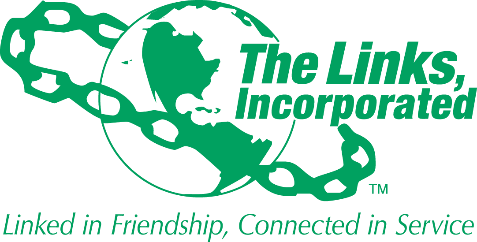 The Links,
Incorporated
TM
Linked in Friendship, Connected in Service